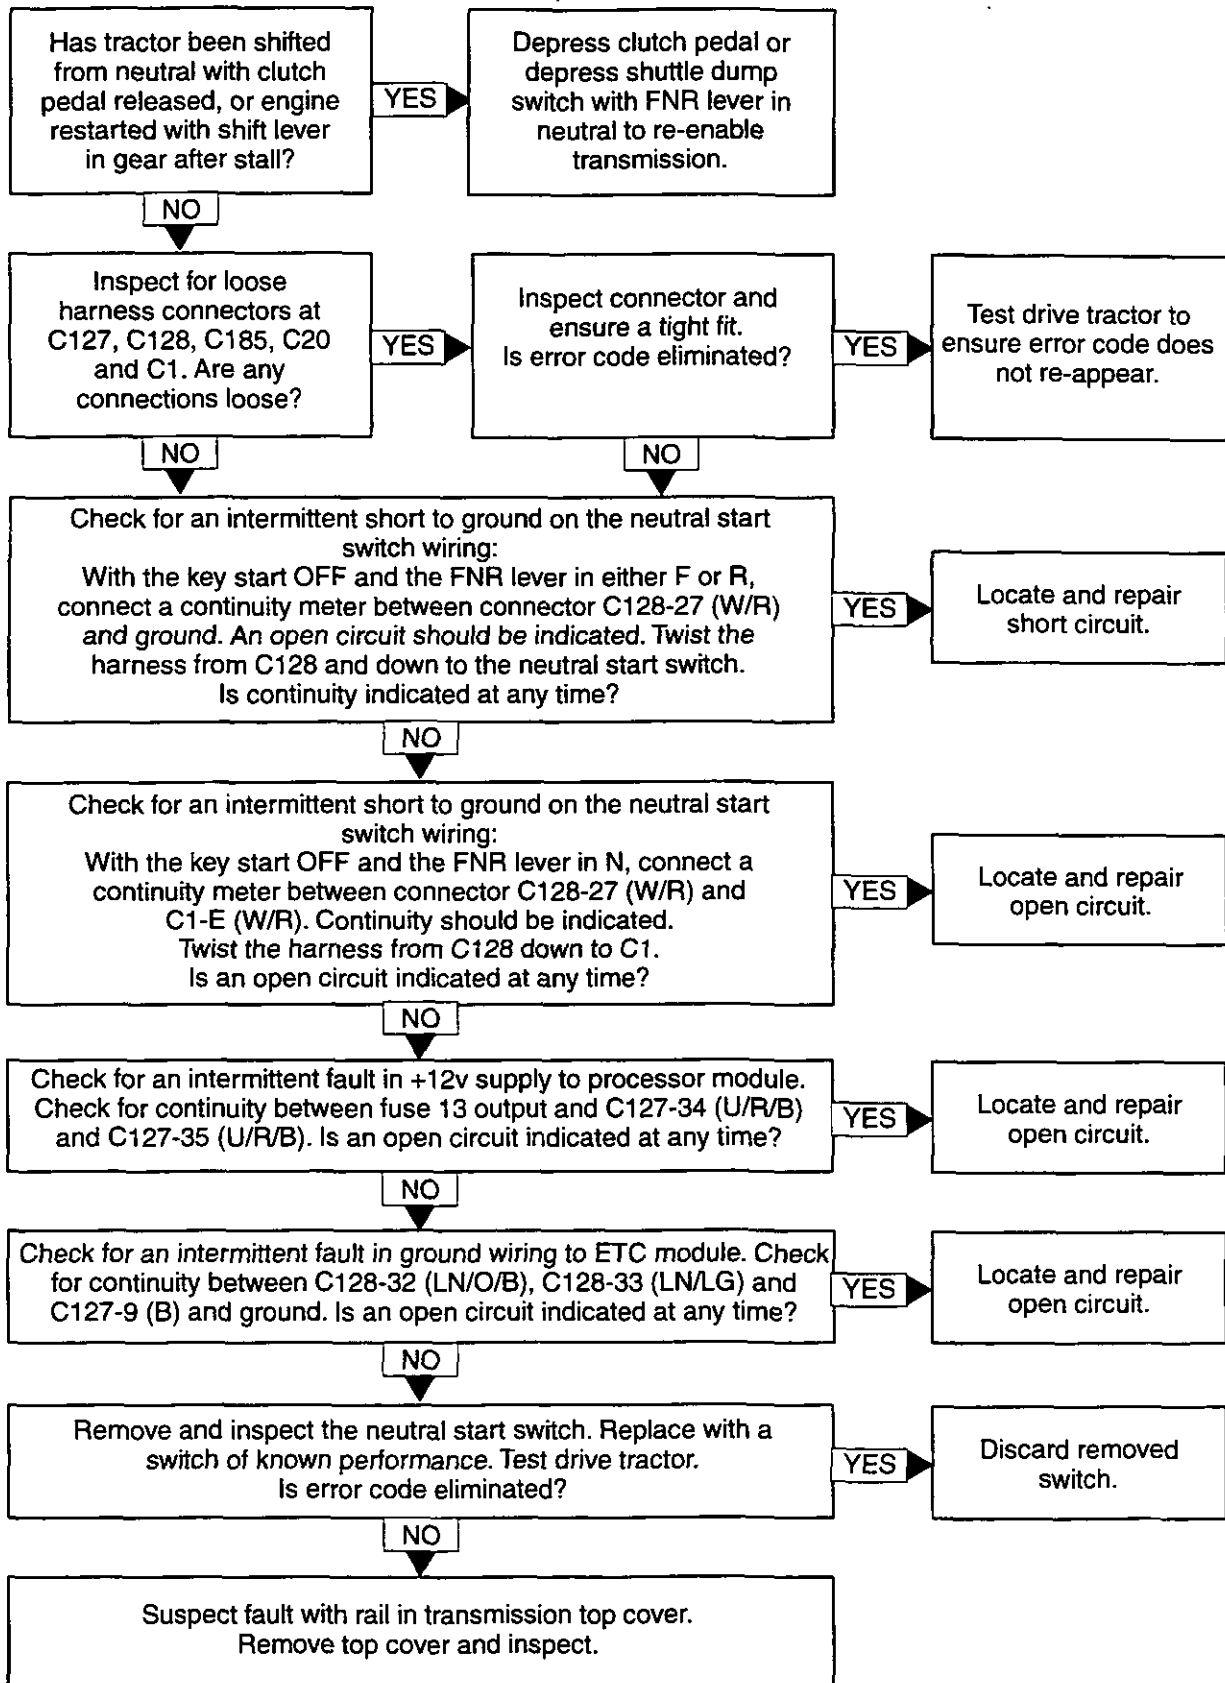 Has tractor been shifted
from neutral with clutch
pedal released, or engine
restarted with shift lever
in gear after stall?
YES
Depress clutch pedal or
depress shuttle dump
switch with FNR lever in
neutral to re-enable
transmission.
NO
Inspect for loose
harness connectors at
C127, C128, C185, C20
and C1. Are any
connections loose?
YES
Inspect connector and
ensure a tight fit.
Is error code eliminated?
YES
Test drive tractor to
ensure error code does
not re-appear.
NO
NO
Check for an intermittent short to ground on the neutral start
switch wiring:
With the key start OFF and the FNR lever in either F or R,
connect a continuity meter between connector C128-27 (W/R)
and ground. An open circuit should be indicated. Twist the
harness from C128 and down to the neutral start switch.
Is continuity indicated at any time?
YES
Locate and repair
short circuit.
NO
Check for an intermittent short to ground on the neutral start
switch wiring:
With the key start OFF and the FNR lever in N, connect a
continuity meter between connector C128-27 (W/R) and
C1-E (W/R). Continuity should be indicated.
Twist the harness from C128 down to C1.
Is an open circuit indicated at any time?
YES
Locate and repair
open circuit.
NO
Check for an intermittent fault in +12v supply to processor module.
Check for continuity between fuse 13 output and C127-34 (U/R/B)
and C127-35 (U/R/B). Is an open circuit indicated at any time?
YES
Locate and repair
open circuit.
NO
Check for an intermittent fault in ground wiring to ETC module. Check
for continuity between C128-32 (LN/O/B), C128-33 (LN/LG) and
C127-9 (B) and ground. Is an open circuit indicated at any time?
YES
Locate and repair
open circuit.
NO
Remove and inspect the neutral start switch. Replace with a
switch of known performance. Test drive tractor.
Is error code eliminated?
YES
Discard removed
switch.
NO
Suspect fault with rail in transmission top cover.
Remove top cover and inspect.